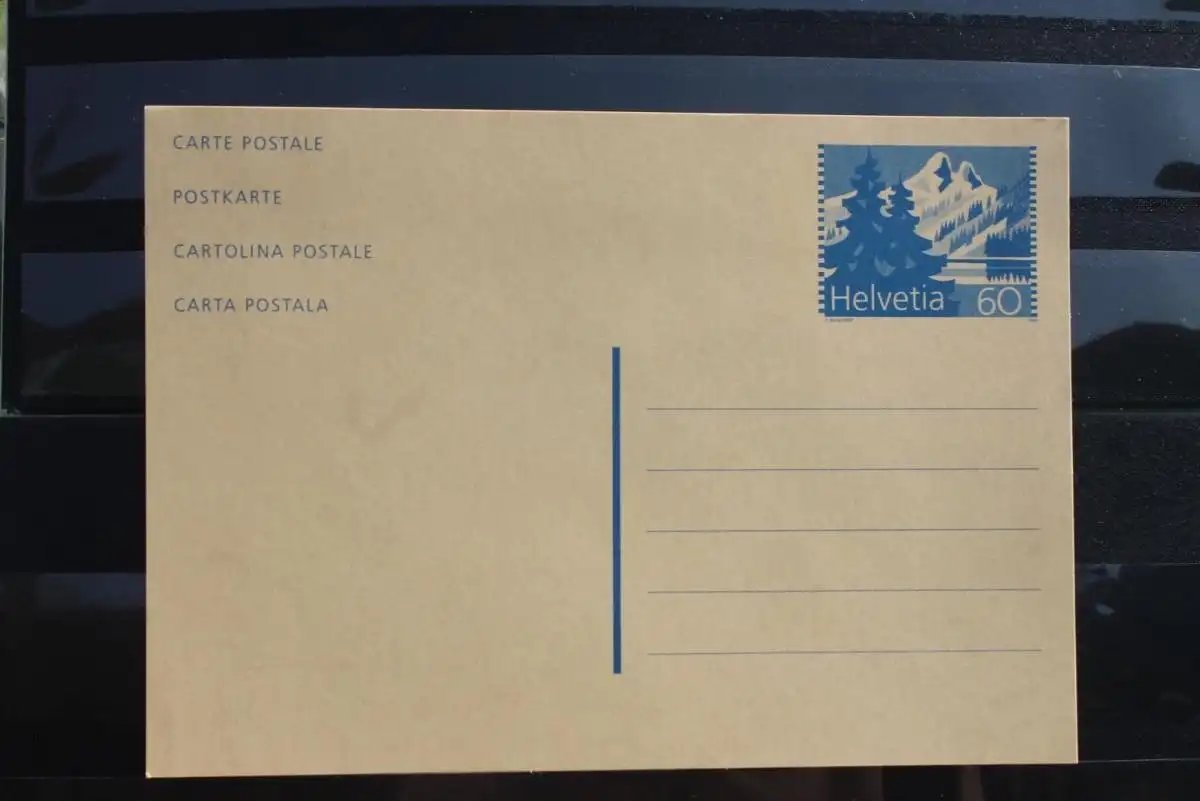 CARTE POSTALE
POSTKARTE
CARTOLINA POSTALE
CARTA POSTALA
Helvetia 60